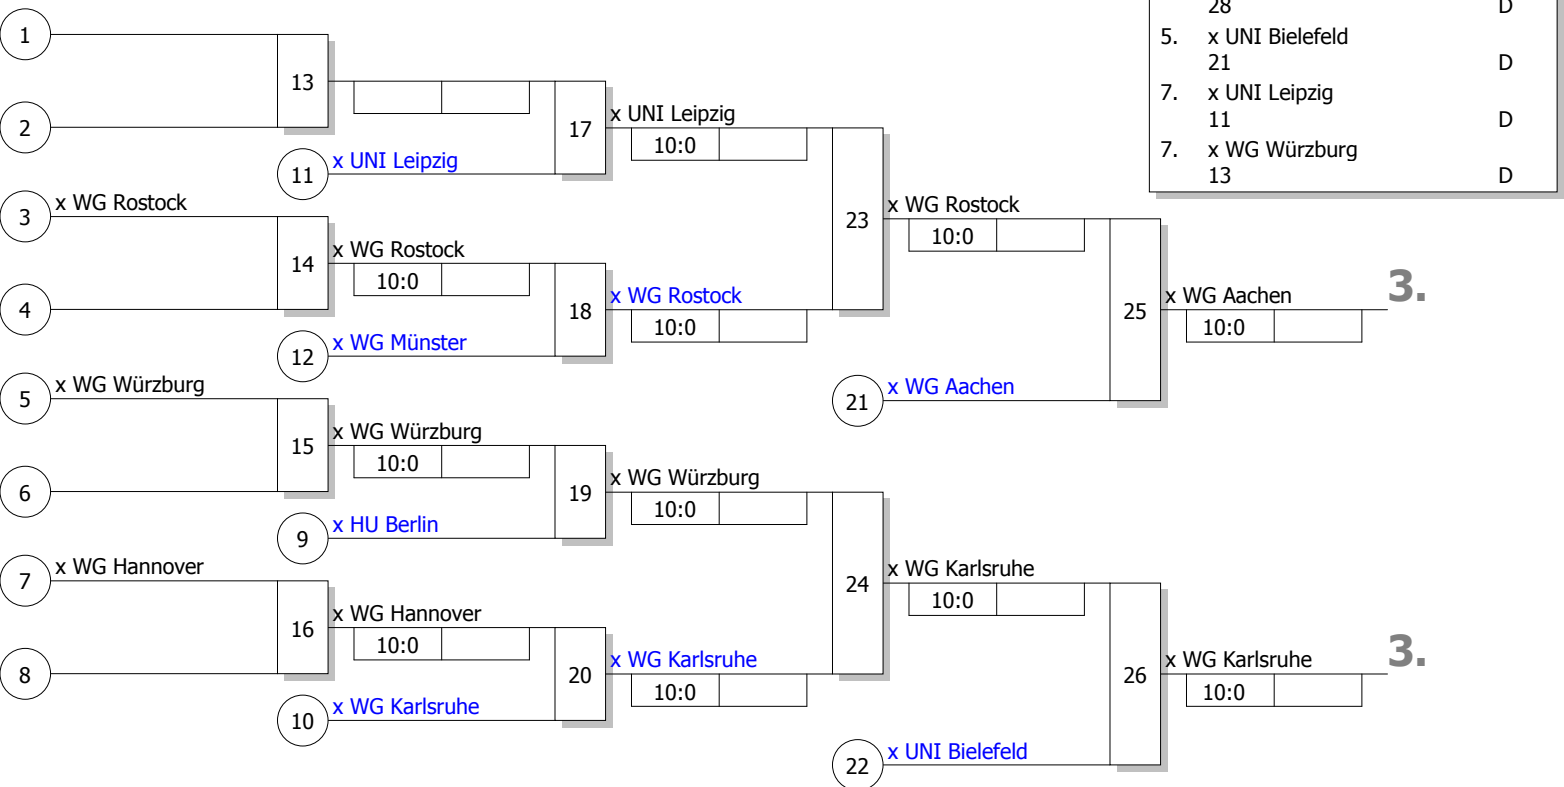 28 D
5. x UNI Bielefeld
21 D
7. x UNI Leipzig
11 D
7. x WG Würzburg
13 D
1
2
13
11
x UNI Leipzig
17
x UNI Leipzig
10:0
3
x WG Rostock
4
14
x WG Rostock
10:0
12
x WG Münster
18
x WG Rostock
10:0
23
x WG Rostock
10:0
21
x WG Aachen
25
x WG Aachen
10:0
3.
5
x WG Würzburg
6
15
x WG Würzburg
10:0
9
x HU Berlin
19
x WG Würzburg
10:0
7
x WG Hannover
8
16
x WG Hannover
10:0
10
x WG Karlsruhe
20
x WG Karlsruhe
10:0
24
x WG Karlsruhe
10:0
22
x UNI Bielefeld
26
x WG Karlsruhe
10:0
3.